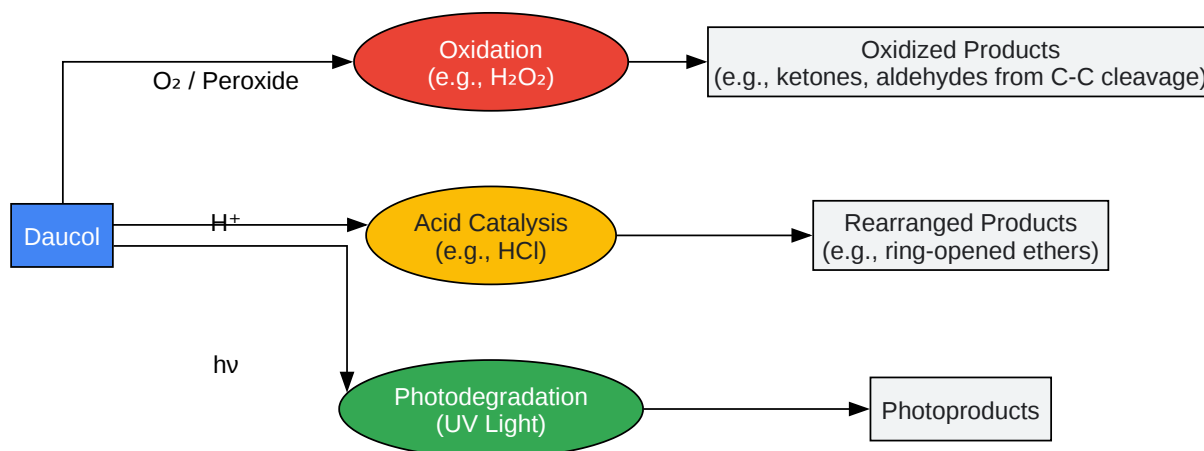 Oxidation
(e.g., H₂O₂)
Oxidized Products
(e.g., ketones, aldehydes from C-C cleavage)
O₂ / Peroxide
Daucol
H⁺
Acid Catalysis
(e.g., HCl)
Rearranged Products
(e.g., ring-opened ethers)
hν
Photodegradation
(UV Light)
Photoproducts